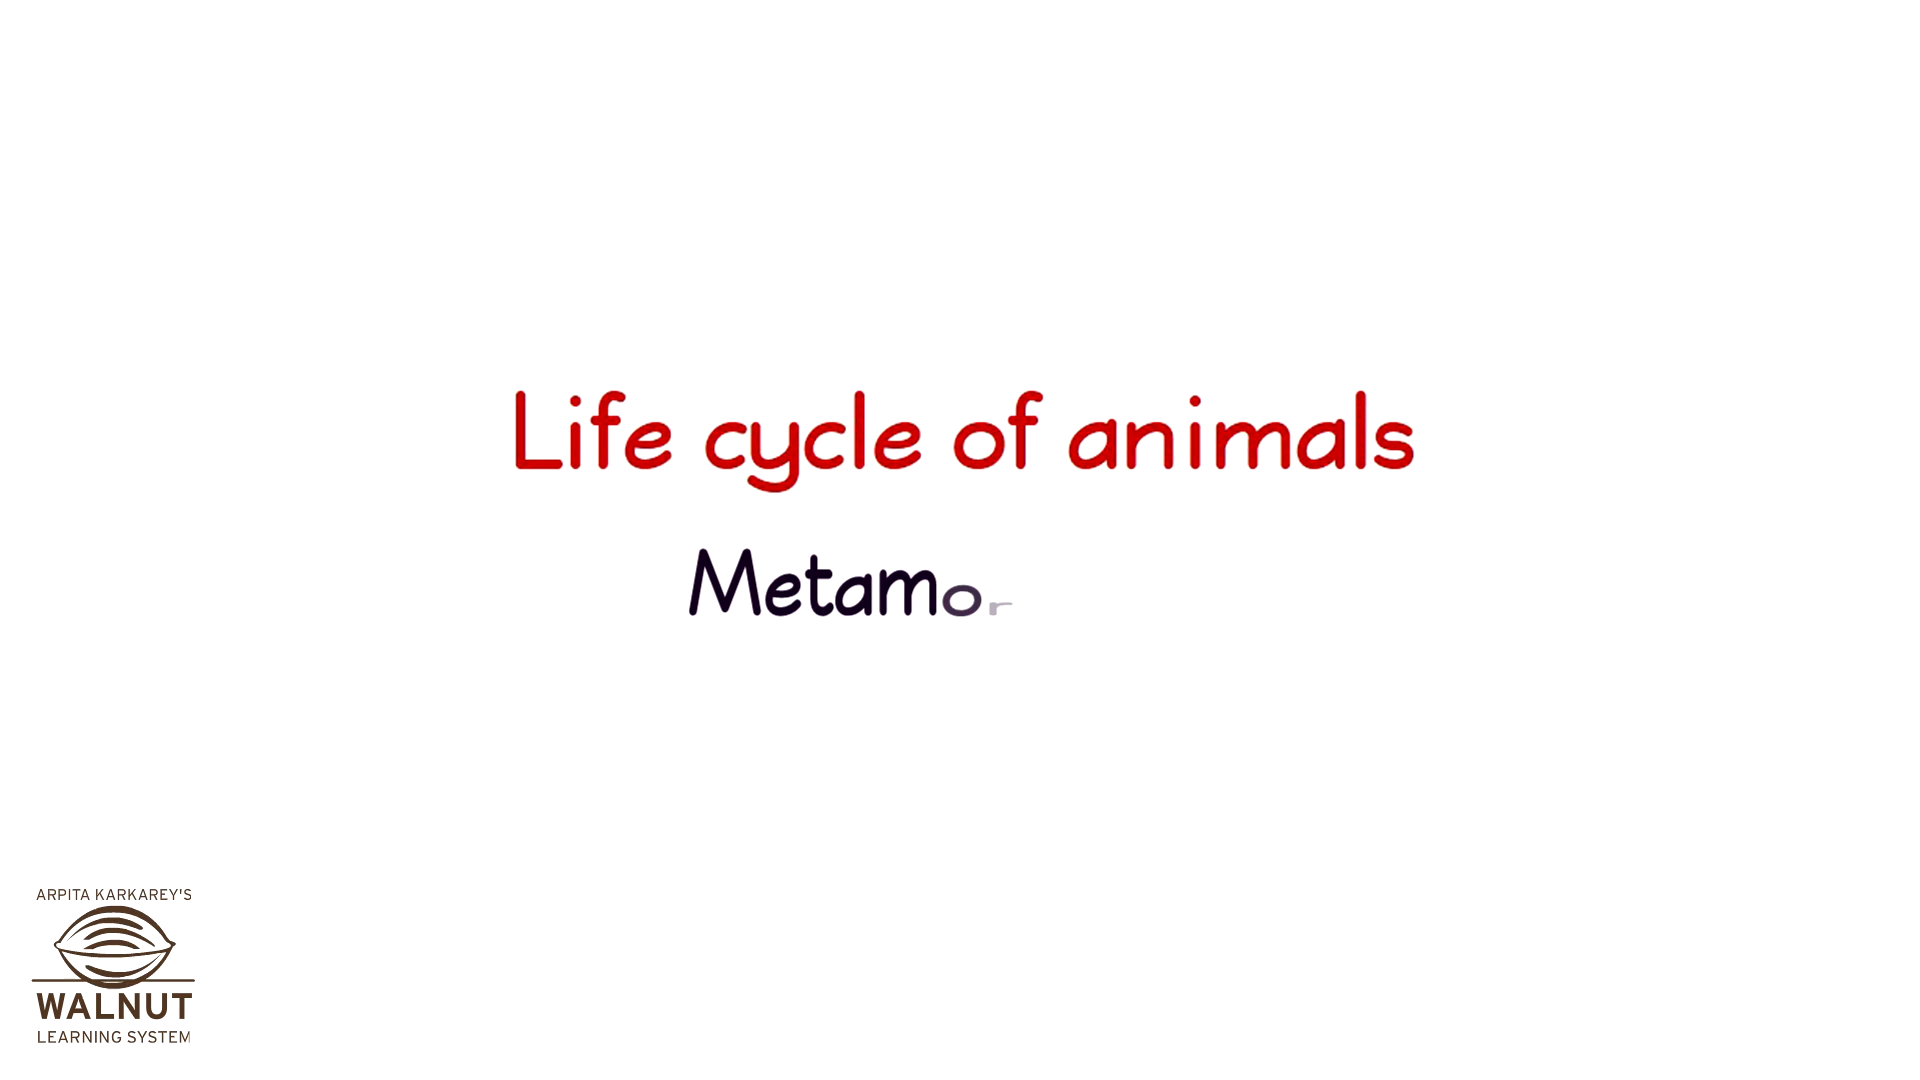 Life cycle of animals
Metamor
ARPITA KARKAREY'S
WALNUT
LEARNING SYSTEM